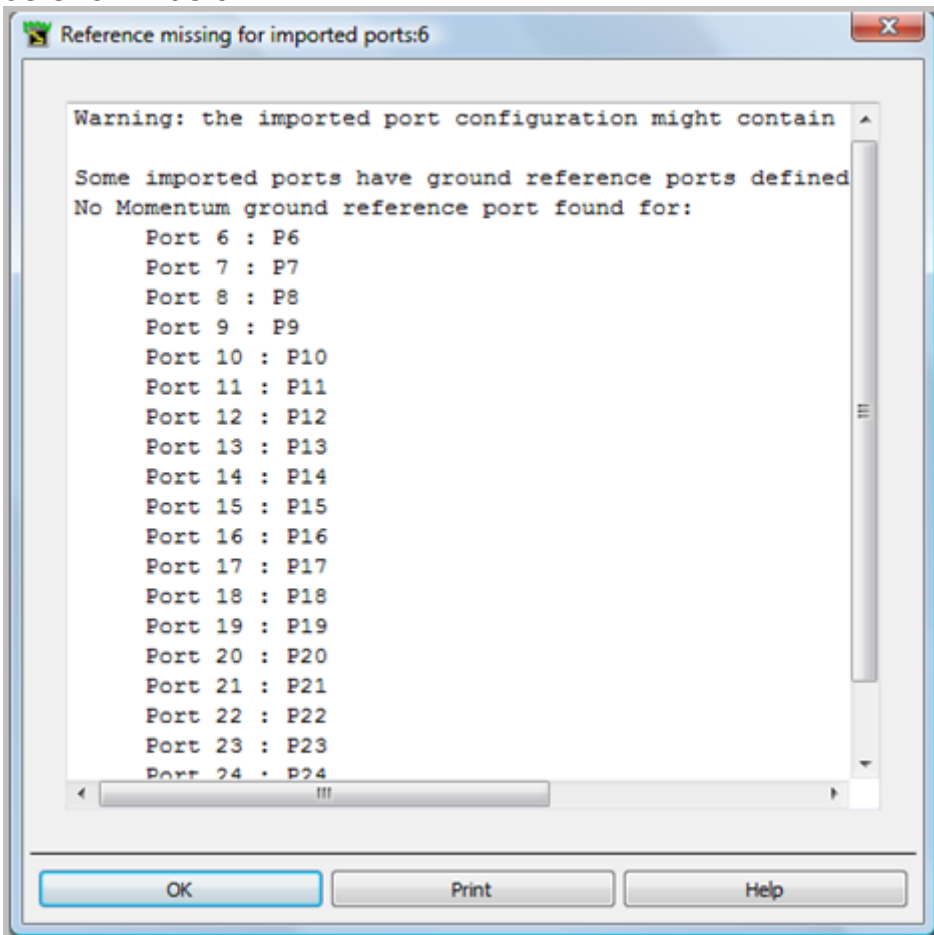 Reference missing for imported ports:6
Warning: the imported port configuration might contain
Some imported ports have ground reference ports defined
No Momentum ground reference port found for:
Port 6 : P6
Port 7 : P7
Port 8 : P8
Port 9 : P9
Port 10 : P10
Port 11 : P11
Port 12 : P12
Port 13 : P13
Port 14 : P14
Port 15 : P15
Port 16 : P16
Port 17 : P17
Port 18 : P18
Port 19 : P19
Port 20 : P20
Port 21 : P21
Port 22 : P22
Port 23 : P23
Port 24 : P24
OK Print Help